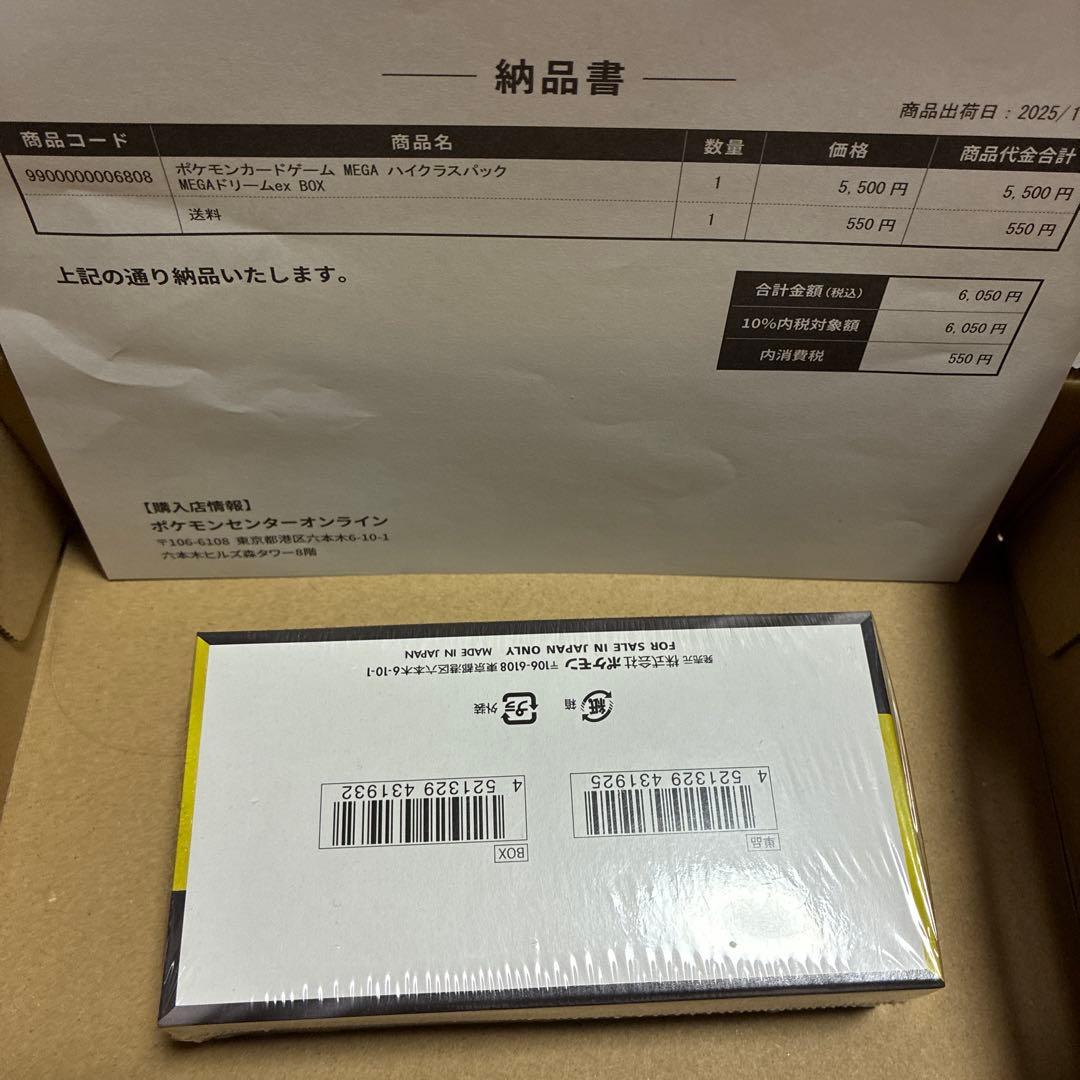 納品書
商品出荷日：2025/1
商品コード 商品名 数量 価格 商品代金合計
9900000006808 ポケモンカードゲーム MEGA ハイクラスパック 1 5,500円 5,500円
MEGAドリームex BOX
送料 1 550円 550円
上記の通り納品いたします。
合計金額(税込) 6,050円
10%内税対象額 6,050円
内消費税 550円
【購入店情報】
ポケモンセンターオンライン
〒106-6108 東京都港区六本木6-10-1
六本木ヒルズ森タワー8階
単品
4 521329 431925
BOX
4 521329 431932
紙 箱
プラ 外装
発売元 株式会社ポケモン 〒106-6108 東京都港区六本木6-10-1
FOR SALE IN JAPAN ONLY MADE IN JAPAN